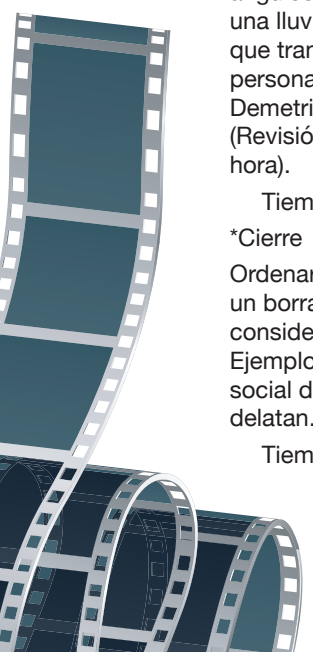 una lluv
que tran
persona
Demetri
(Revisió
hora).
Tiem
*Cierre
Ordenar
un borra
conside
Ejemplo
social d
delatan.
Tiem